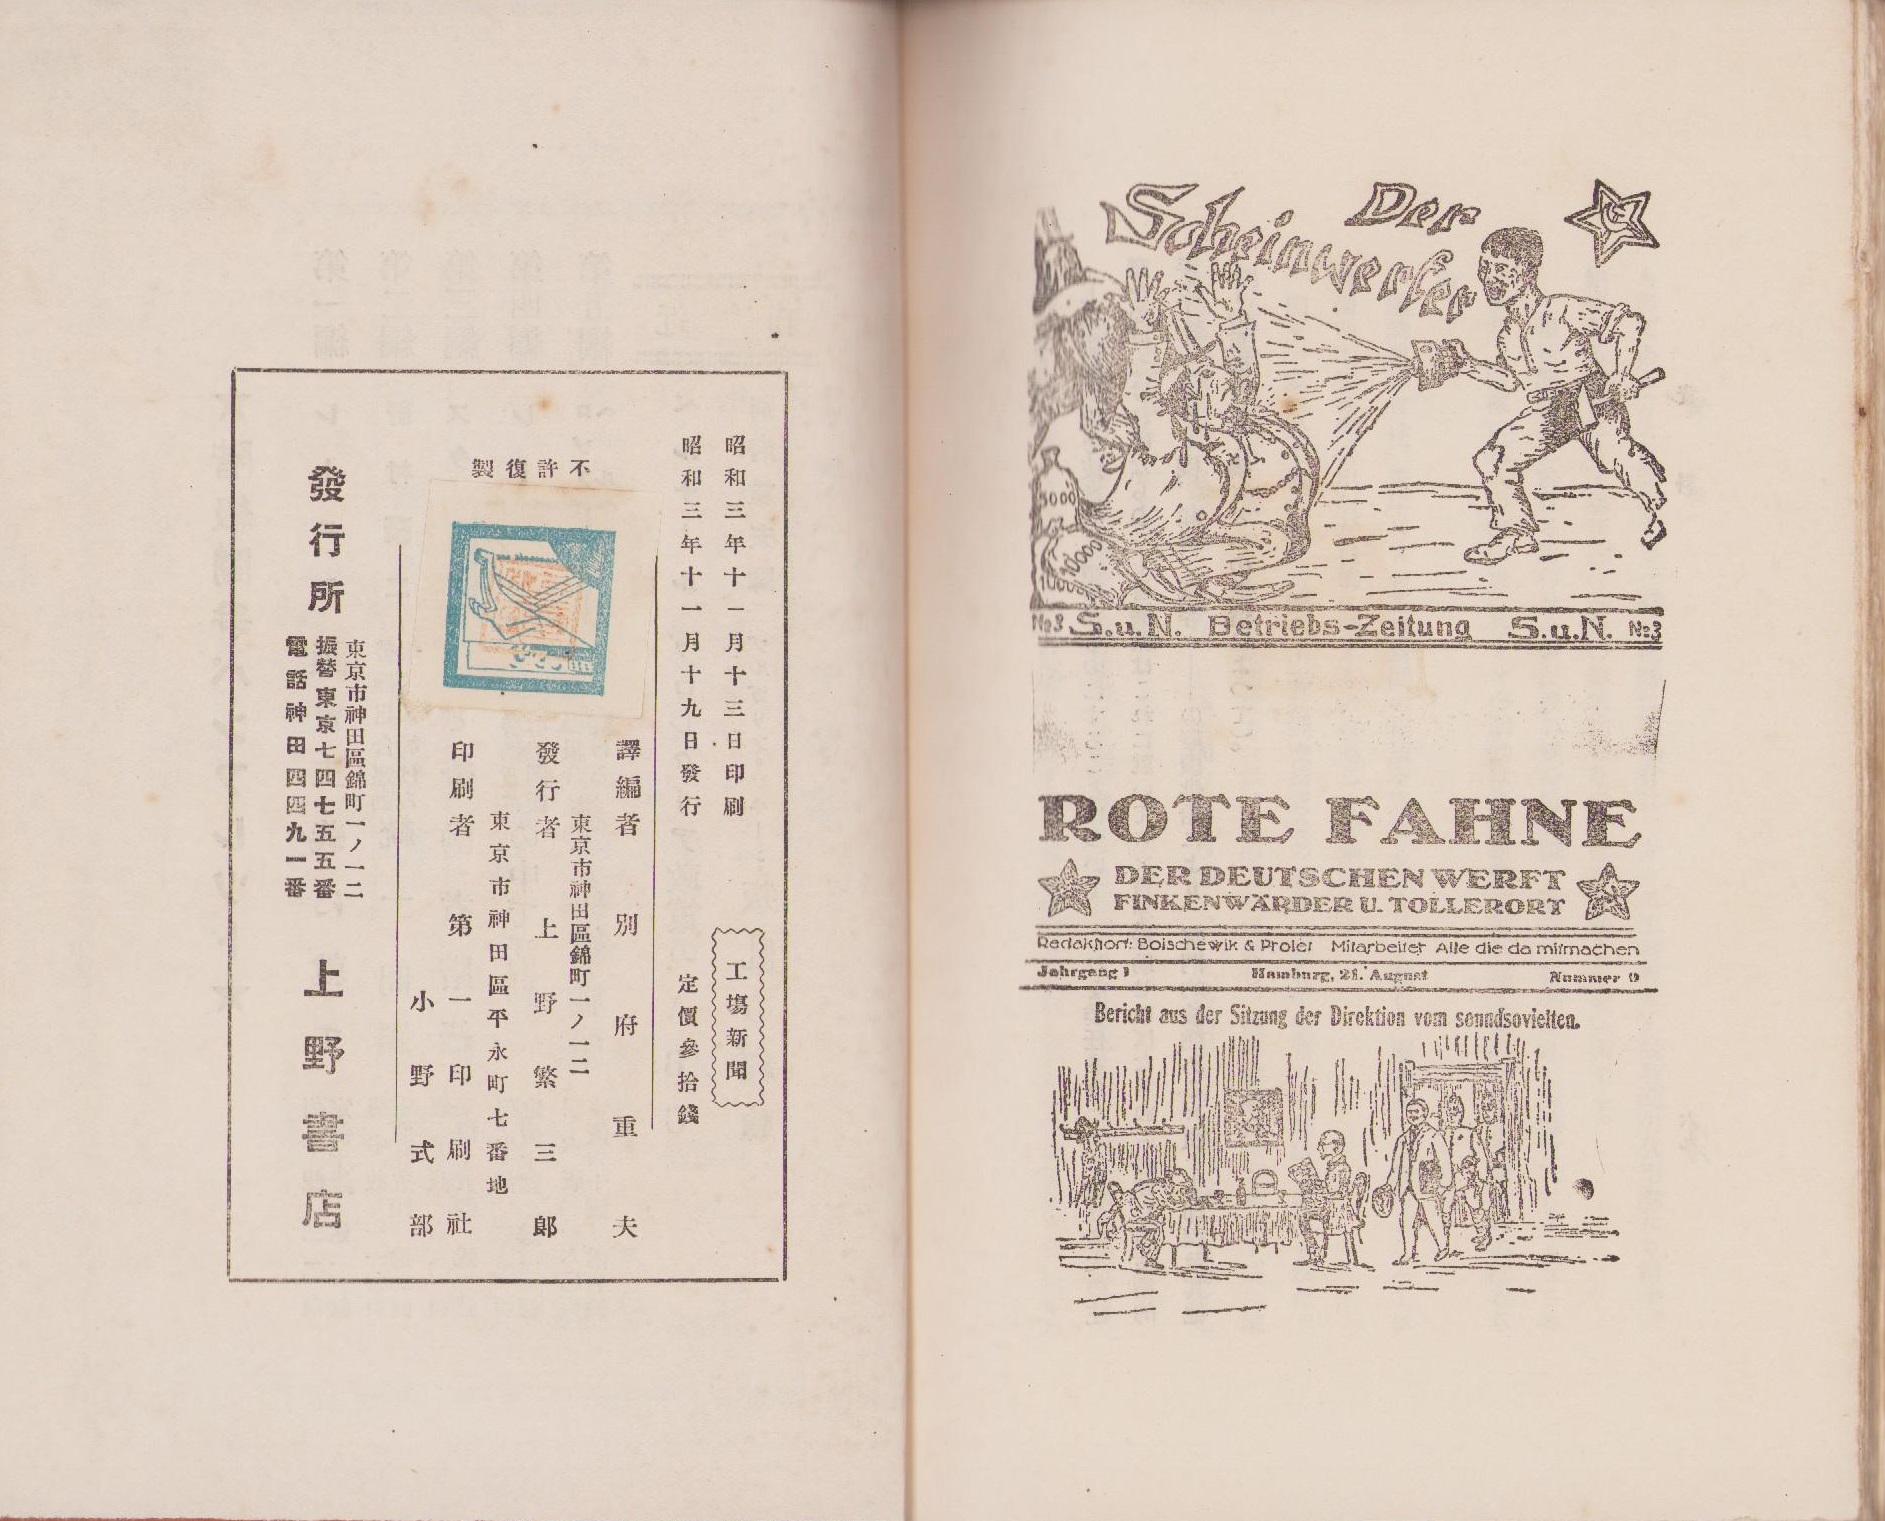 Der
Scheinwerfer
5000
10000
No3 S.u.N. Betriebs-Zeitung S.u.N. No3
ROTE FAHNE
DER DEUTSCHEN WERFT
FINKENWÄRDER U. TOLLERORT
Redaktion: Bolschewik & Prolet Mitarbeiter Alle die da mitmachen
Jahrgang 1 Hamburg, 21. August Nummer 9
Bericht aus der Sitzung der Direktion vom
昭和三年十一月十三日印刷
昭和三年十一月十九日發行
工場新聞
定價參拾錢
不許復製
譯編者 別府重夫
東京市神田區錦町一ノ一二
發行者 上野繁三郎
東京市神田區平永町七番地
印刷者 第一印刷社
小野式部
發行所 上野書店
東京市神田區錦町一ノ一二
振替東京七四七五五番
電話神田四四九一番